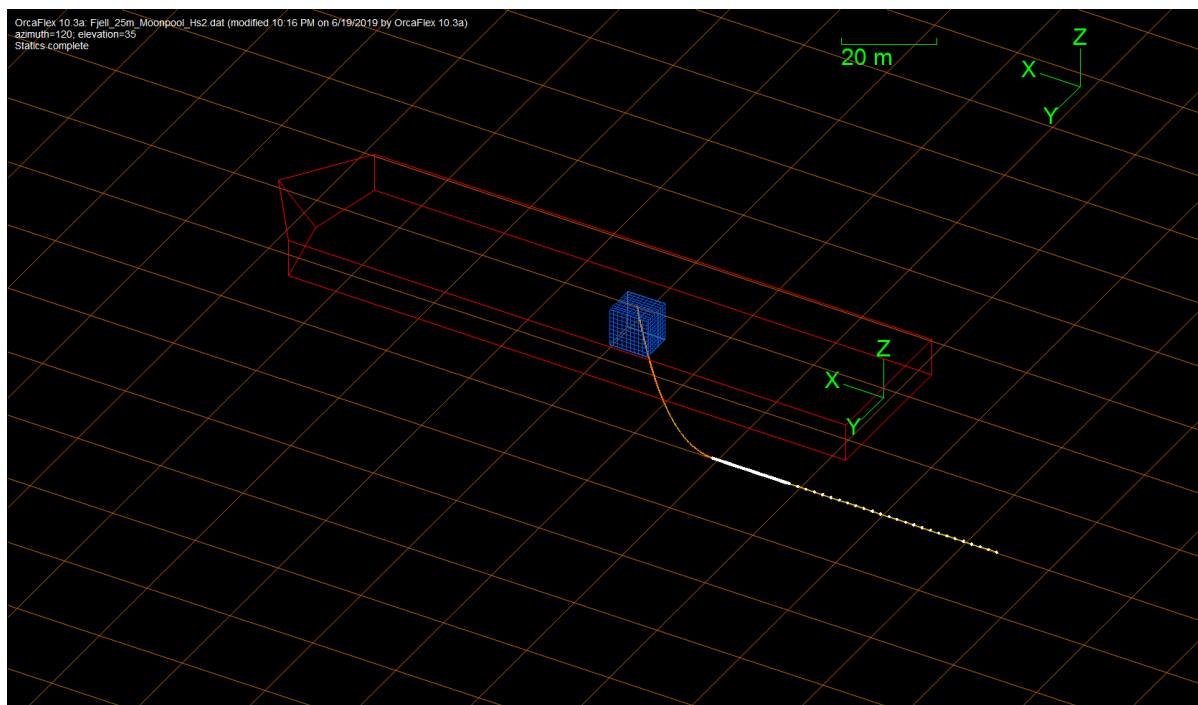 OrcaFlex 10.3a: Fjell_25m_Moonpool_Hs2.dat (modified 10:16 PM on 6/19/2019 by OrcaFlex 10.3a)
azimuth=120; elevation=35
Statics complete
20 m
Z
X
Y
Z
X
Y